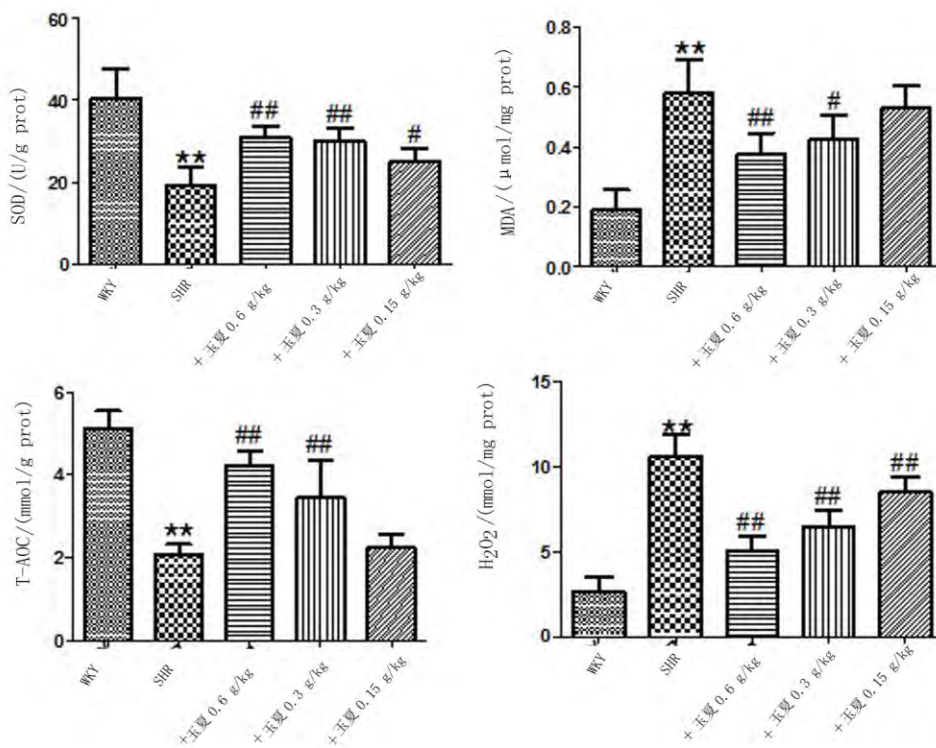 60
40
20
0
SOD/(U/g prot)
**
##
##
#
WKY
SHR
+玉夏0.6 g/kg
+玉夏0.3 g/kg
+玉夏0.15 g/kg
0.8
0.6
0.4
0.2
0.0
MDA/(μmol/mg prot)
**
##
#
WKY
SHR
+玉夏0.6 g/kg
+玉夏0.3 g/kg
+玉夏0.15 g/kg
6
4
2
0
T-AOC/(mmol/g prot)
**
##
##
WKY
SHR
+玉夏0.6 g/kg
+玉夏0.3 g/kg
+玉夏0.15 g/kg
15
10
5
0
H₂O₂/(mmol/mg prot)
**
##
##
##
WKY
SHR
+玉夏0.6 g/kg
+玉夏0.3 g/kg
+玉夏0.15 g/kg